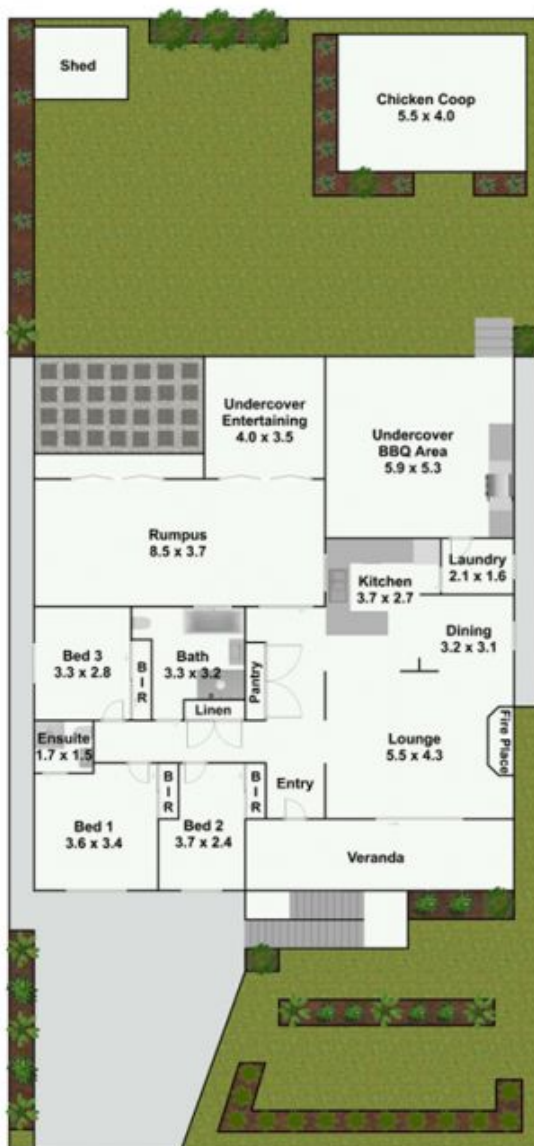 Shed
Chicken Coop
5.5 x 4.0
Undercover
Entertaining
4.0 x 3.5
Undercover
BBQ Area
5.9 x 5.3
Rumpus
8.5 x 3.7
Laundry
2.1 x 1.6
Kitchen
3.7 x 2.7
Dining
3.2 x 3.1
Bed 3
3.3 x 2.8
BIR
Bath
3.3 x 3.2
Pantry
Linen
Ensuite
1.7 x 1.5
Lounge
5.5 x 4.3
Fire Place
Bed 1
3.6 x 3.4
BIR
Bed 2
3.7 x 2.4
BIR
Entry
Veranda